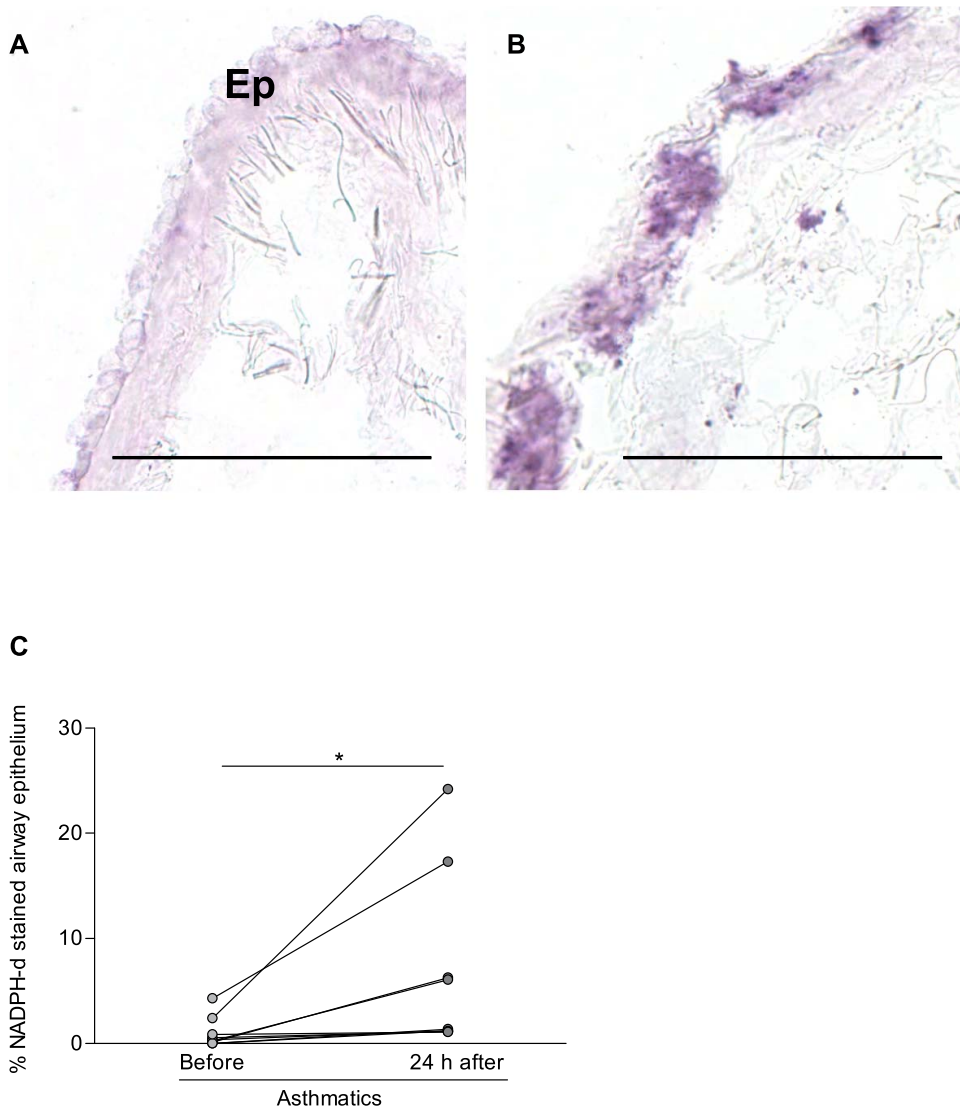 A
B
Ep
C
% NADPH-d stained airway epithelium
30
20
10
0
*
Before
24 h after
Asthmatics